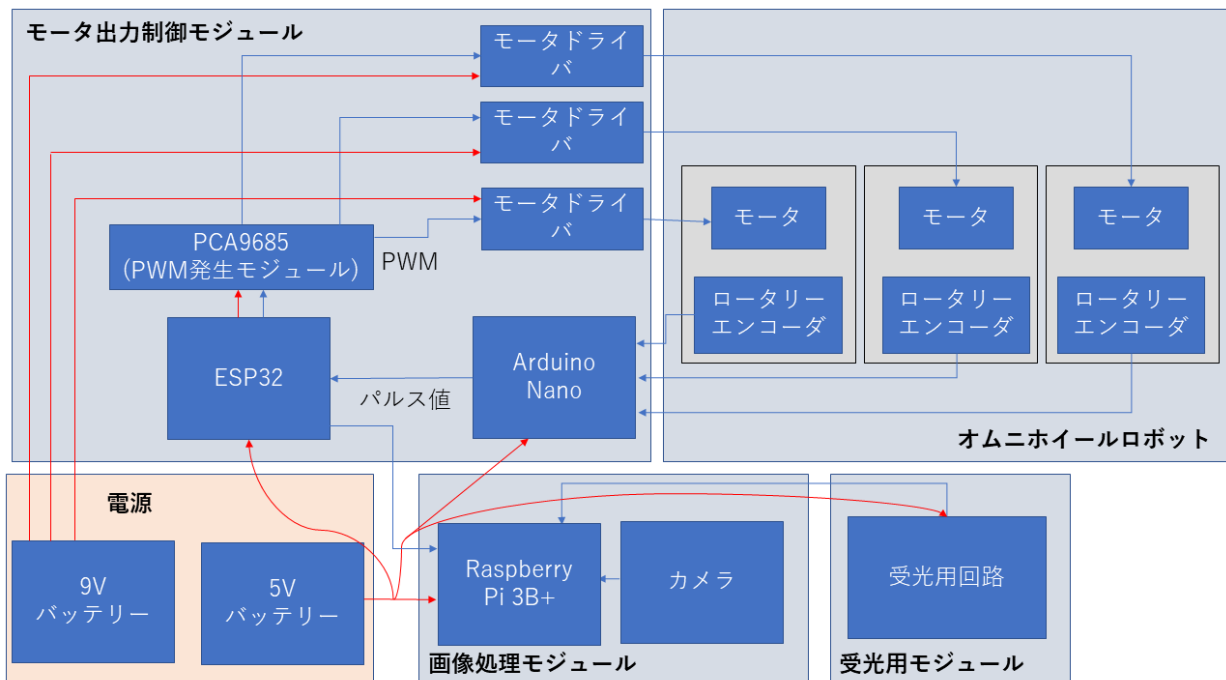 モータ出力制御モジュール
モータドライ
バ
モータドライ
バ
モータドライ
バ
PCA9685
(PWM発生モジュール)
PWM
ESP32
パルス値
Arduino
Nano
モータ
モータ
モータ
ロータリー
エンコーダ
ロータリー
エンコーダ
ロータリー
エンコーダ
オムニホイールロボット
電源
9V
バッテリー
5V
バッテリー
Raspberry
Pi 3B+
カメラ
画像処理モジュール
受光用回路
受光用モジュール